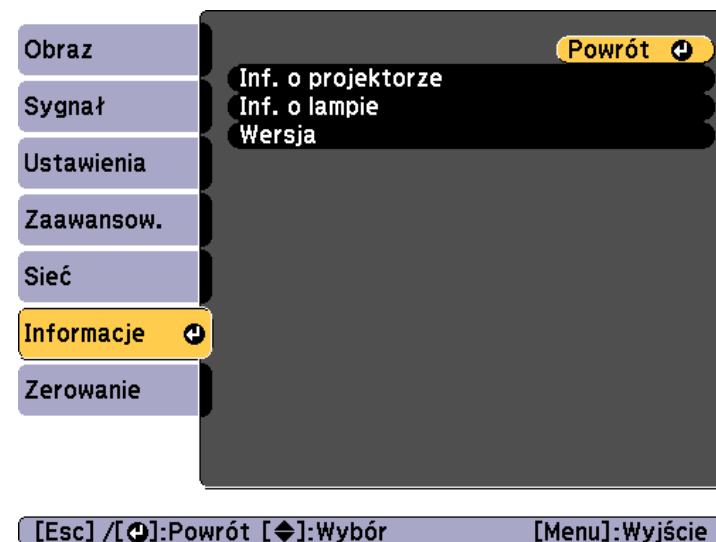 Obraz
Sygnał
Ustawienia
Zaawansow.
Sieć
Informacje
Zerowanie
Powrót
Inf. o projektorze
Inf. o lampie
Wersja
[Esc] /[⏎]:Powrót [◆]:Wybór [Menu]:Wyjście